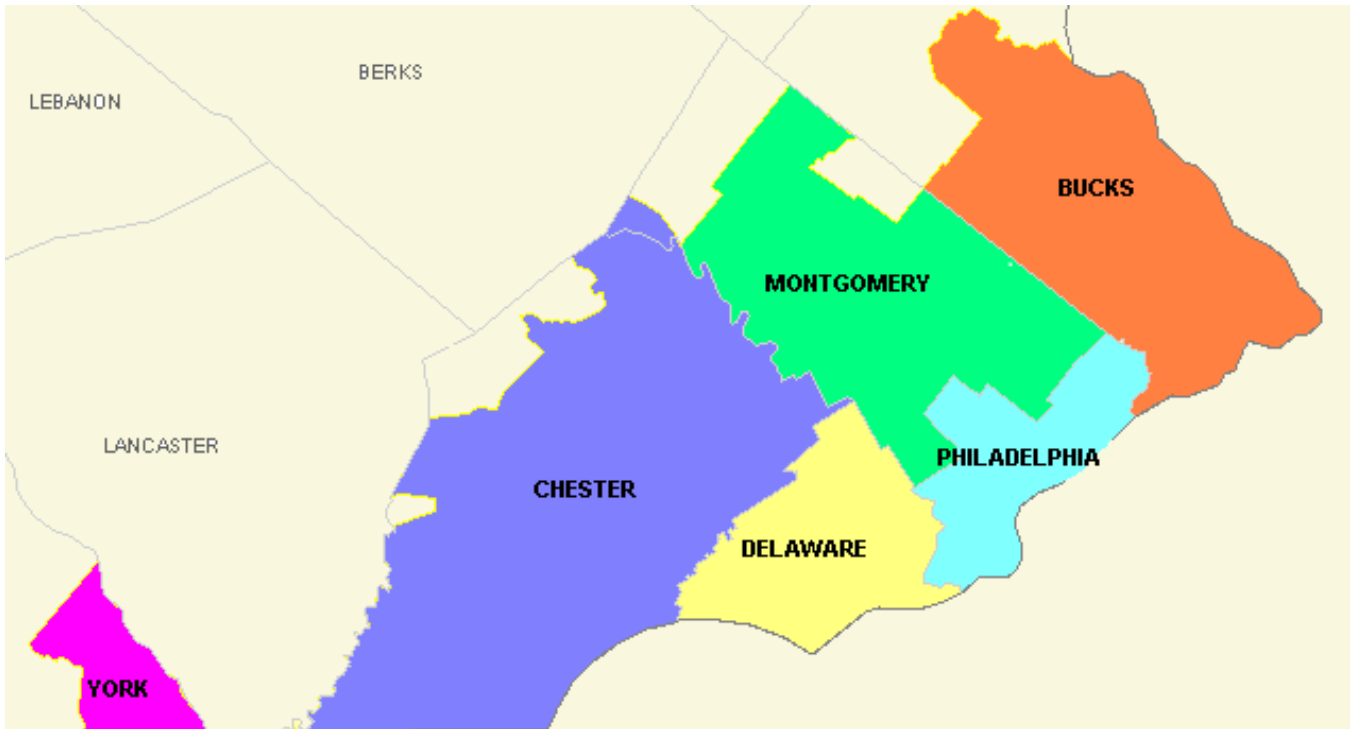 BERKS
LEBANON
BUCKS
MONTGOMERY
LANCASTER
PHILADELPHIA
CHESTER
DELAWARE
YORK